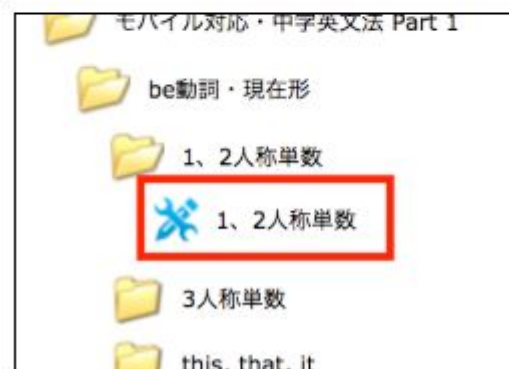 モバイル対応・中学英文法 Part 1
be動詞・現在形
1、2人称単数
1、2人称単数
3人称単数
this, that, it